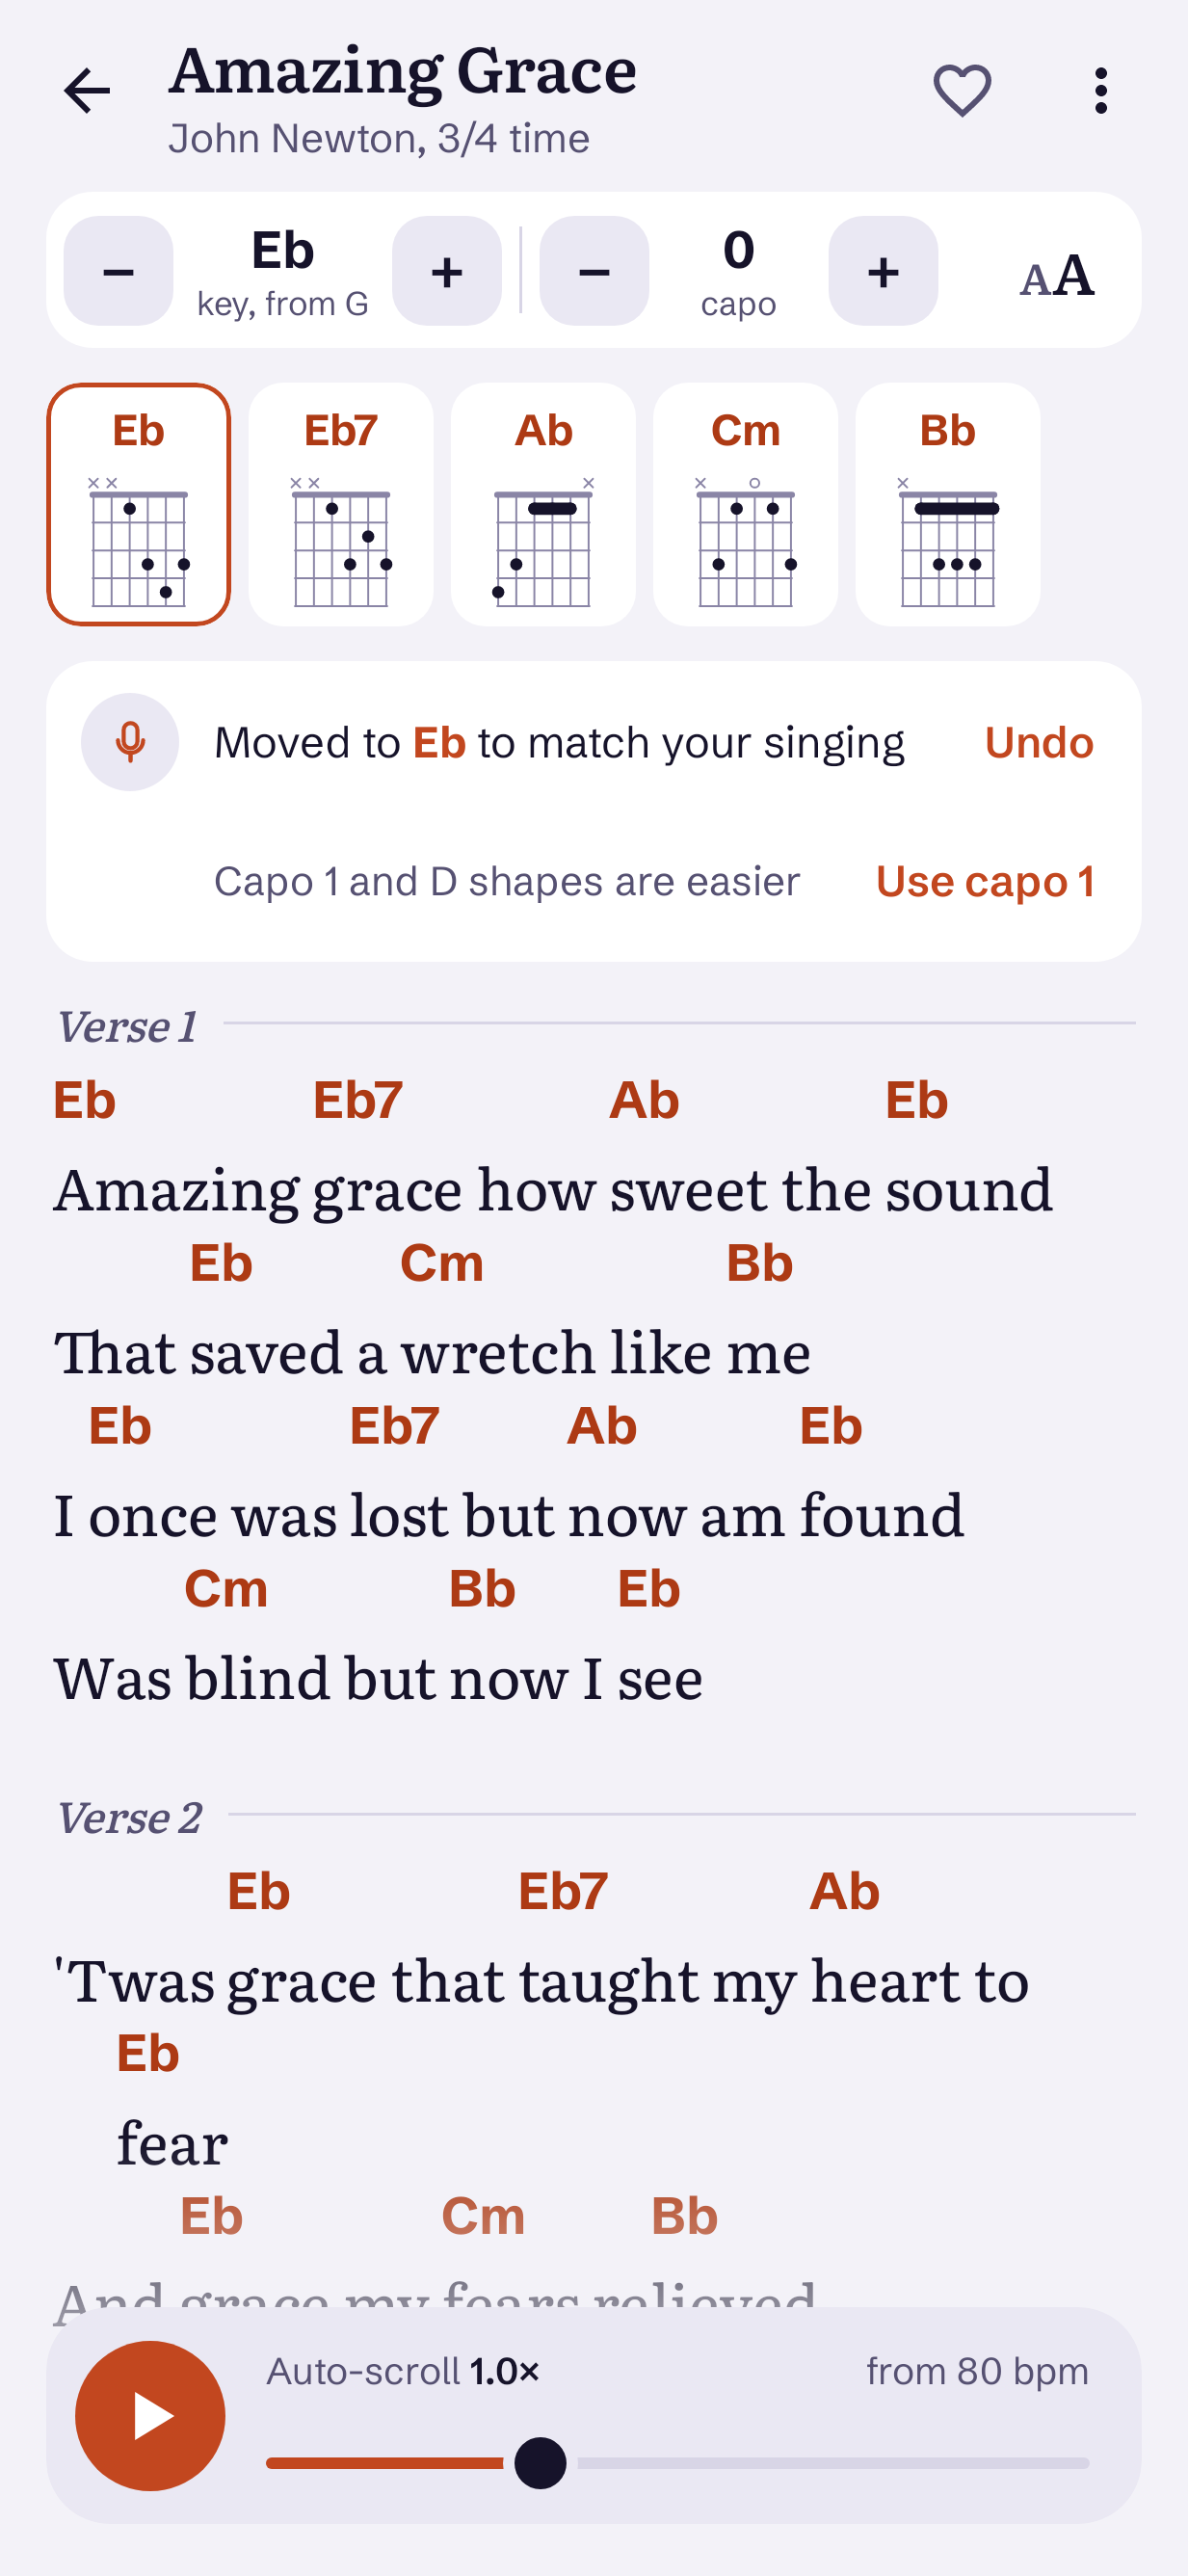 Amazing Grace
John Newton, 3/4 time
− Eb + − 0 + AA
key, from G capo
Eb Eb7 Ab Cm Bb
Moved to Eb to match your singing Undo
Capo 1 and D shapes are easier Use capo 1
Verse 1
Eb Eb7 Ab Eb
Amazing grace how sweet the sound
Eb Cm Bb
That saved a wretch like me
Eb Eb7 Ab Eb
I once was lost but now am found
Cm Bb Eb
Was blind but now I see
Verse 2
Eb Eb7 Ab
'Twas grace that taught my heart to
Eb
fear
Eb Cm Bb
And grace my fears relieved
Auto-scroll 1.0× from 80 bpm